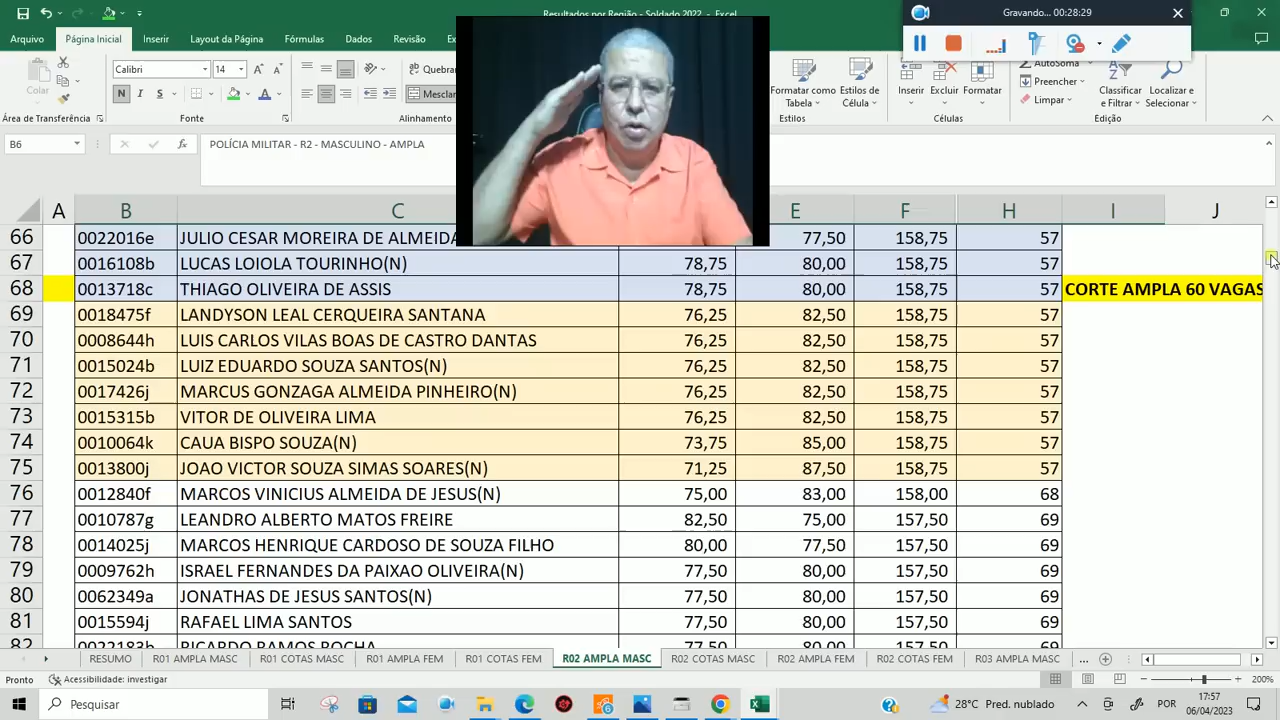 Resultados por Região - Soldado 2022 - Excel
Gravando... 00:28:29
Arquivo Página Inicial Inserir Layout da Página Fórmulas Dados Revisão
Colar
Calibri 14
N I S
Quebrar
Mesclar
Formatar como Tabela
Estilos de Célula
Inserir Excluir Formatar
AutoSoma
Preencher
Limpar
Classificar e Filtrar
Localizar e Selecionar
Área de Transferência Fonte Alinhamento Estilos Células Edição
B6 fx POLÍCIA MILITAR - R2 - MASCULINO - AMPLA
A B C E F H I J
66 0022016e JULIO CESAR MOREIRA DE ALMEIDA 77,50 158,75 57
67 0016108b LUCAS LOIOLA TOURINHO(N) 78,75 80,00 158,75 57
68 0013718c THIAGO OLIVEIRA DE ASSIS 78,75 80,00 158,75 57 CORTE AMPLA 60 VAGAS
69 0018475f LANDYSON LEAL CERQUEIRA SANTANA 76,25 82,50 158,75 57
70 0008644h LUIS CARLOS VILAS BOAS DE CASTRO DANTAS 76,25 82,50 158,75 57
71 0015024b LUIZ EDUARDO SOUZA SANTOS(N) 76,25 82,50 158,75 57
72 0017426j MARCUS GONZAGA ALMEIDA PINHEIRO(N) 76,25 82,50 158,75 57
73 0015315b VITOR DE OLIVEIRA LIMA 76,25 82,50 158,75 57
74 0010064k CAUA BISPO SOUZA(N) 73,75 85,00 158,75 57
75 0013800j JOAO VICTOR SOUZA SIMAS SOARES(N) 71,25 87,50 158,75 57
76 0012840f MARCOS VINICIUS ALMEIDA DE JESUS(N) 75,00 83,00 158,00 68
77 0010787g LEANDRO ALBERTO MATOS FREIRE 82,50 75,00 157,50 69
78 0014025j MARCOS HENRIQUE CARDOSO DE SOUZA FILHO 80,00 77,50 157,50 69
79 0009762h ISRAEL FERNANDES DA PAIXAO OLIVEIRA(N) 77,50 80,00 157,50 69
80 0062349a JONATHAS DE JESUS SANTOS(N) 77,50 80,00 157,50 69
81 0015594j RAFAEL LIMA SANTOS 77,50 80,00 157,50 69
82 0022183b RICARDO RAMOS ROCHA 77,50 80,00 157,50 69
RESUMO R01 AMPLA MASC R01 COTAS MASC R01 AMPLA FEM R01 COTAS FEM R02 AMPLA MASC R02 COTAS MASC R02 AMPLA FEM R02 COTAS FEM R03 AMPLA MASC ...
Pronto Acessibilidade: investigar 200%
Pesquisar 28°C Pred. nublado POR 17:57
06/04/2023